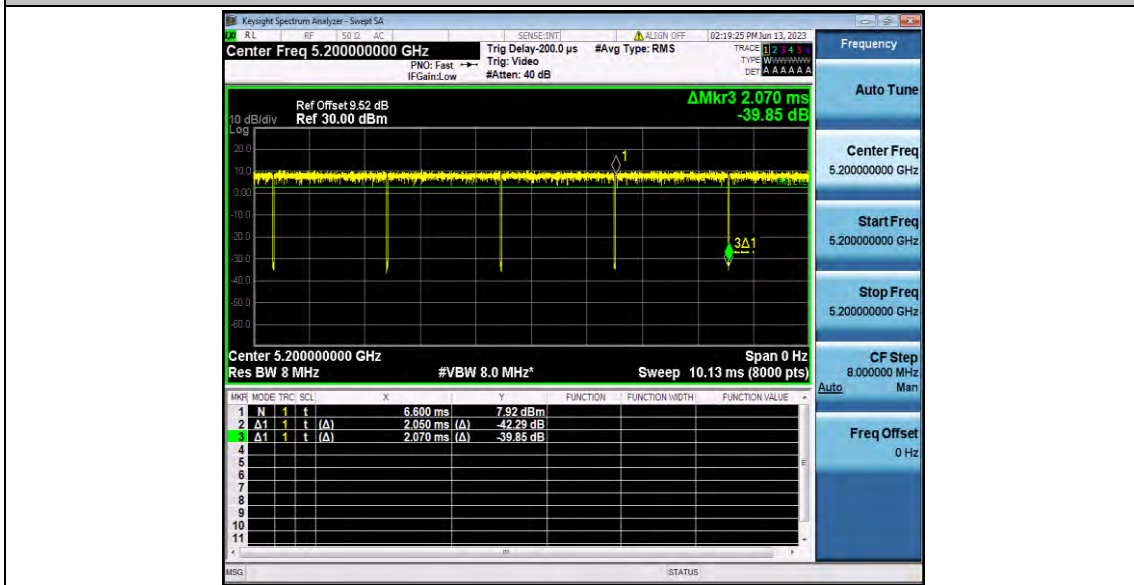 Keysight Spectrum Analyzer - Swept SA
RL RF 50 Ω AC SENSE:INT ALIGN OFF 02:19:25 PM Jun 13, 2023
Center Freq 5.200000000 GHz
PNO: Fast
IFGain:Low
Trig Delay-200.0 µs
Trig: Video
#Atten: 40 dB
#Avg Type: RMS
TRACE 1 2 3 4 5 6
TYPE WWWWWW
DET A A A A A A
10 dB/div
Log
Ref Offset 9.52 dB
Ref 30.00 dBm
ΔMkr3 2.070 ms
-39.85 dB
20.0
10.0
0.00
-10.0
-20.0
-30.0
-40.0
-50.0
-60.0
1
3Δ1
Center 5.200000000 GHz Span 0 Hz
Res BW 8 MHz #VBW 8.0 MHz* Sweep 10.13 ms (8000 pts)
MKR MODE TRC SCL X Y FUNCTION FUNCTION WIDTH FUNCTION VALUE
1 N 1 t 6.600 ms 7.92 dBm
2 Δ1 1 t (Δ) 2.050 ms (Δ) -42.29 dB
3 Δ1 1 t (Δ) 2.070 ms (Δ) -39.85 dB
4
5
6
7
8
9
10
11
MSG STATUS
Frequency
Auto Tune
Center Freq
5.200000000 GHz
Start Freq
5.200000000 GHz
Stop Freq
5.200000000 GHz
CF Step
8.000000 MHz
Auto Man
Freq Offset
0 Hz